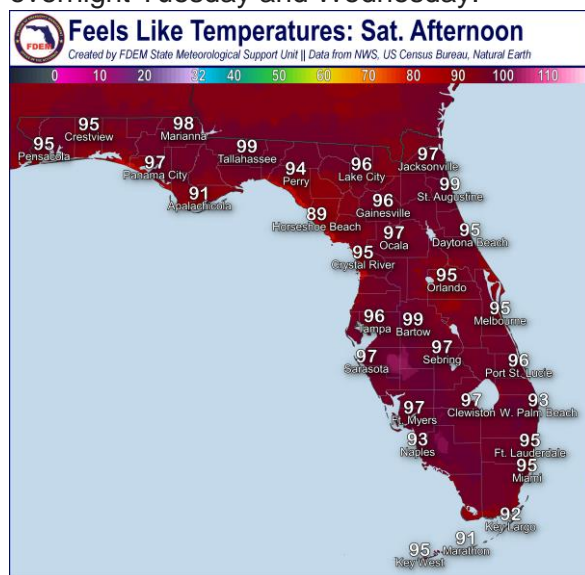 overnight Tuesday and Wednesday.
FDEM
Feels Like Temperatures: Sat. Afternoon
Created by FDEM State Meteorological Support Unit || Data from NWS, US Census Bureau, Natural Earth
0 10 20 32 40 50 60 70 80 90 100 110
95
Crestview
98
Marianna
95
Pensacola
99
Tallahassee
97
Panama City
94
Perry
96
Lake City
97
Jacksonville
91
Apalachicola
99
St. Augustine
96
Gainesville
89
Horseshoe Beach
97
Ocala
95
Daytona Beach
95
Crystal River
95
Orlando
95
Melbourne
96
Tampa
99
Bartow
97
Sarasota
97
Sebring
96
Port St. Lucie
97
Ft. Myers
97
Clewiston
93
W. Palm Beach
93
Naples
95
Ft. Lauderdale
95
Miami
92
Key Largo
91
Marathon
95
Key West